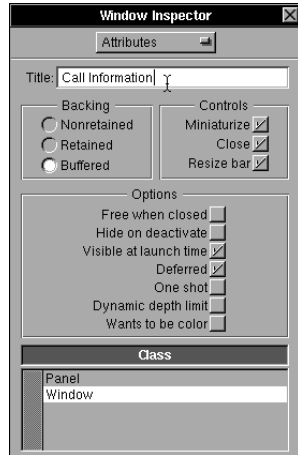 Window Inspector
Attributes
Title: Call Information
Backing
Nonretained
Retained
Buffered
Controls
Miniaturize
Close
Resize bar
Options
Free when closed
Hide on deactivate
Visible at launch time
Deferred
One shot
Dynamic depth limit
Wants to be color
Class
Panel
Window